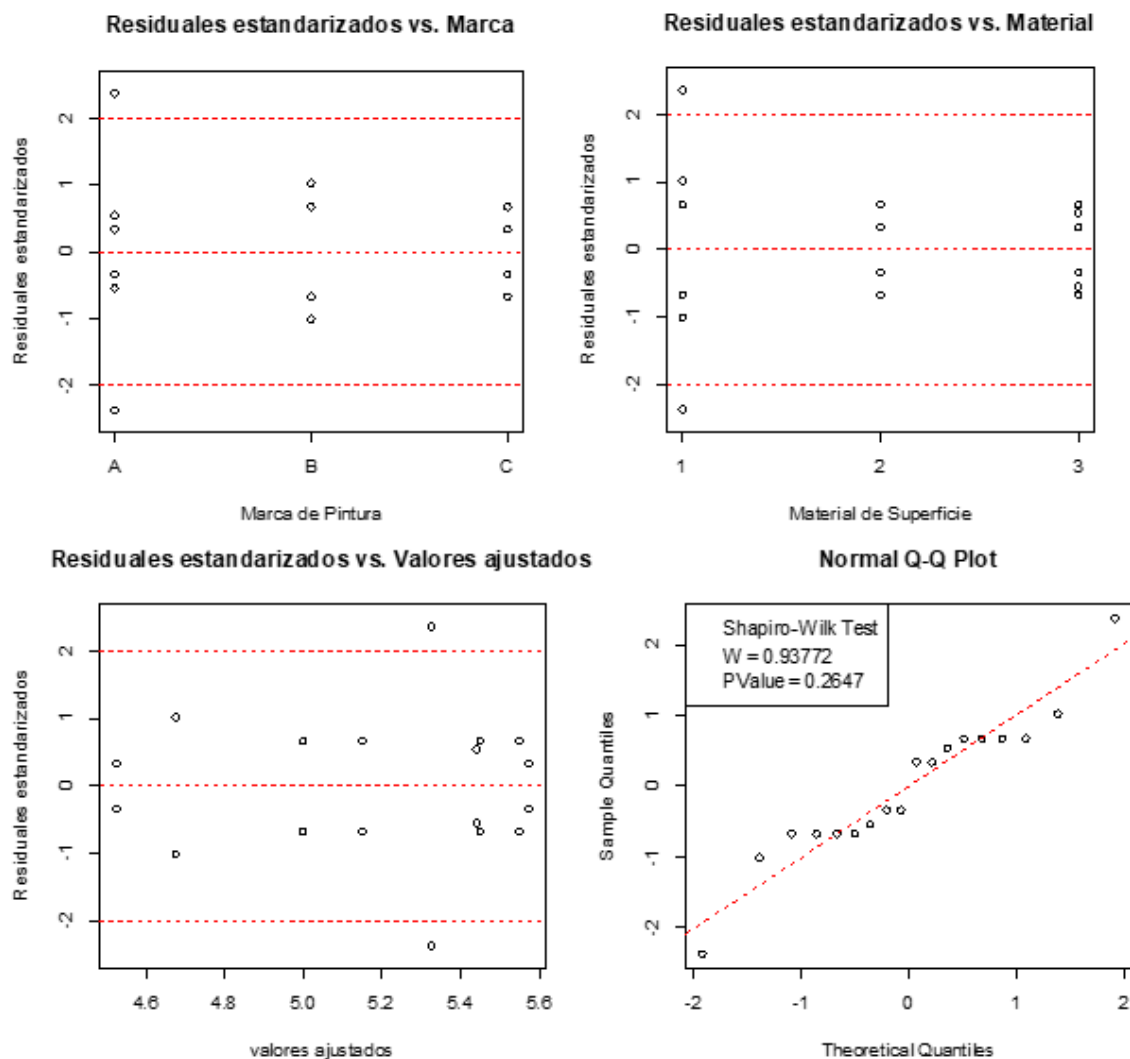 Residuales estandarizados vs. Marca
Residuales estandarizados
2
1
0
-1
-2
A B C
Marca de Pintura
Residuales estandarizados vs. Material
Residuales estandarizados
2
1
0
-1
-2
1 2 3
Material de Superficie
Residuales estandarizados vs. Valores ajustados
Residuales estandarizados
2
1
0
-1
-2
4.6 4.8 5.0 5.2 5.4 5.6
valores ajustados
Normal Q-Q Plot
Shapiro-Wilk Test
W = 0.93772
PValue = 0.2647
Sample Quantiles
2
1
0
-1
-2
-2 -1 0 1 2
Theoretical Quantiles